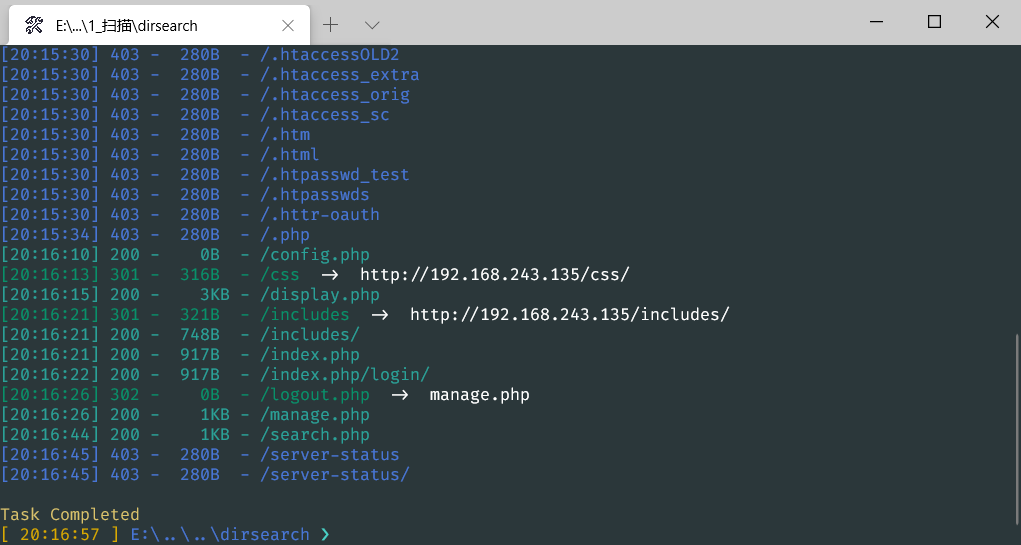 E:\...\1_扫描\dirsearch
[20:15:30] 403 -  280B  - /.htaccessOLD2
[20:15:30] 403 -  280B  - /.htaccess_extra
[20:15:30] 403 -  280B  - /.htaccess_orig
[20:15:30] 403 -  280B  - /.htaccess_sc
[20:15:30] 403 -  280B  - /.htm
[20:15:30] 403 -  280B  - /.html
[20:15:30] 403 -  280B  - /.htpasswd_test
[20:15:30] 403 -  280B  - /.htpasswds
[20:15:30] 403 -  280B  - /.httr-oauth
[20:15:34] 403 -  280B  - /.php
[20:16:10] 200 -    0B  - /config.php
[20:16:13] 301 -  316B  - /css  ->  http://192.168.243.135/css/
[20:16:15] 200 -    3KB - /display.php
[20:16:21] 301 -  321B  - /includes  ->  http://192.168.243.135/includes/
[20:16:21] 200 -  748B  - /includes/
[20:16:21] 200 -  917B  - /index.php
[20:16:22] 200 -  917B  - /index.php/login/
[20:16:26] 302 -    0B  - /logout.php  ->  manage.php
[20:16:26] 200 -    1KB - /manage.php
[20:16:44] 200 -    1KB - /search.php
[20:16:45] 403 -  280B  - /server-status
[20:16:45] 403 -  280B  - /server-status/
Task Completed
[ 20:16:57 ] E:\..\..\dirsearch ❯